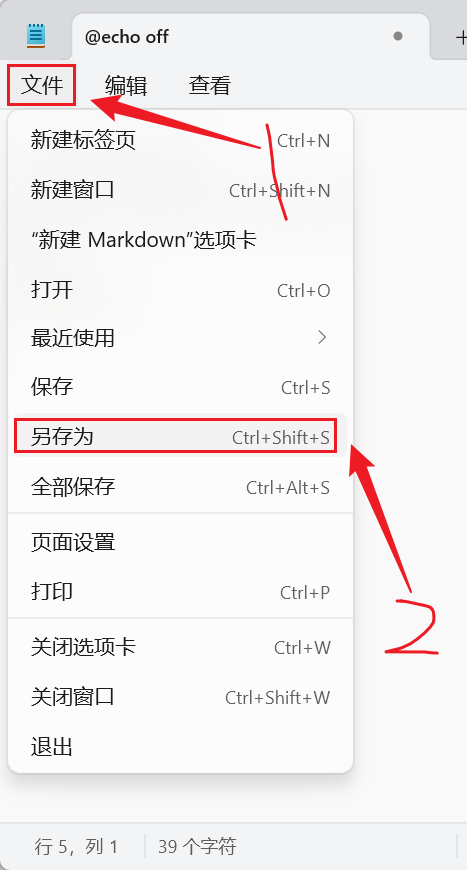 @echo off
文件 编辑 查看
新建标签页 Ctrl+N
1
新建窗口 Ctrl+Shift+N
“新建 Markdown”选项卡
打开 Ctrl+O
最近使用
保存 Ctrl+S
另存为 Ctrl+Shift+S
全部保存 Ctrl+Alt+S
页面设置
打印 Ctrl+P
2
关闭选项卡 Ctrl+W
关闭窗口 Ctrl+Shift+W
退出
行 5，列 1 39 个字符